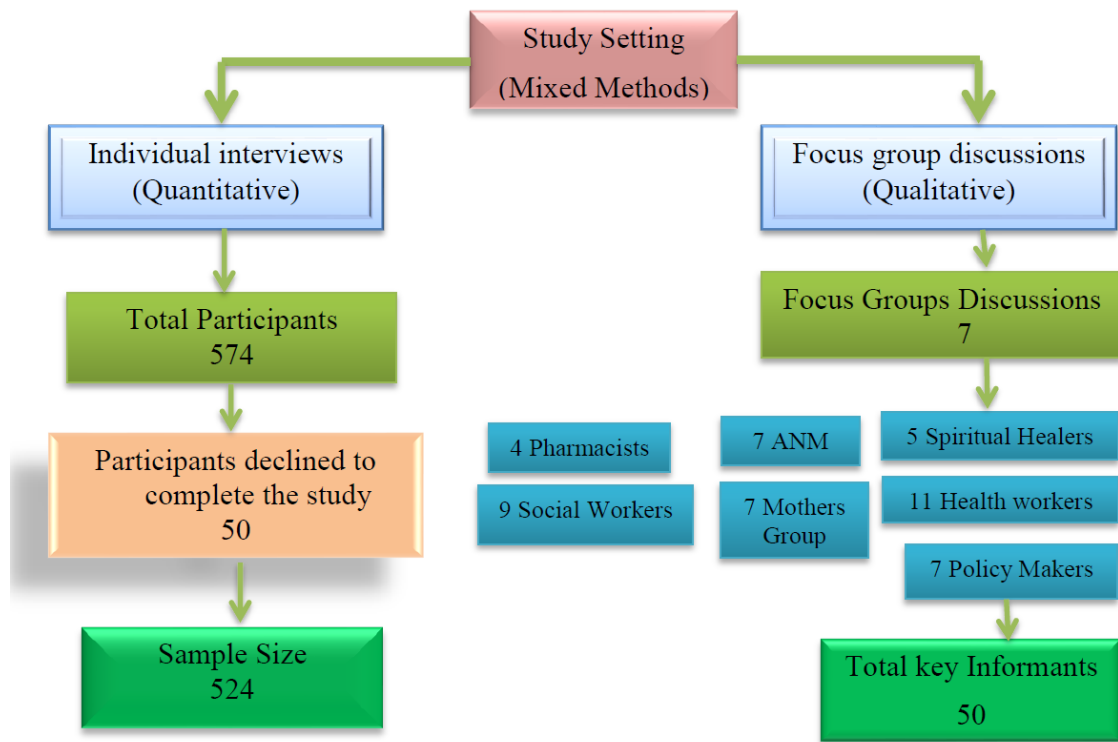 Study Setting
(Mixed Methods)
Individual interviews
(Quantitative)
Focus group discussions
(Qualitative)
Total Participants
574
Focus Groups Discussions
7
Participants declined to
complete the study
50
4 Pharmacists
7 ANM
5 Spiritual Healers
9 Social Workers
7 Mothers
Group
11 Health workers
7 Policy Makers
Sample Size
524
Total key Informants
50